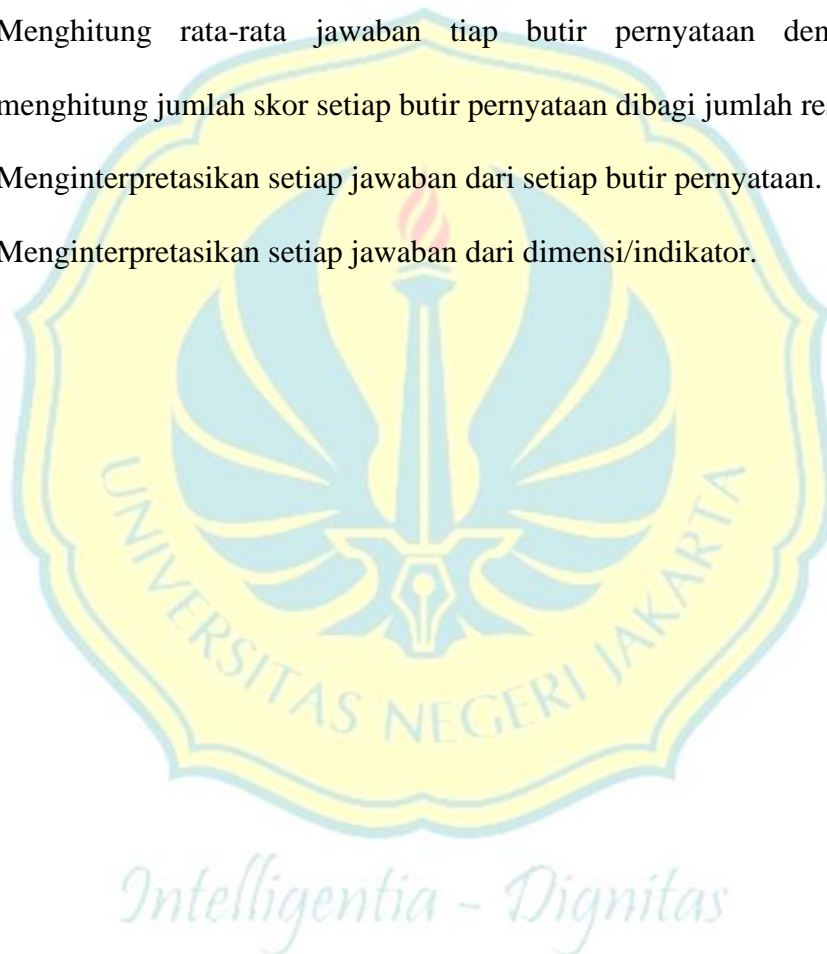 Menghitung rata-rata jawaban tiap butir pernyataan den
menghitung jumlah skor setiap butir pernyataan dibagi jumlah re
Menginterpretasikan setiap jawaban dari setiap butir pernyataan.
Menginterpretasikan setiap jawaban dari dimensi/indikator.
UNIVERSITAS NEGERI JAKARTA
Intelligentia - Dignitas